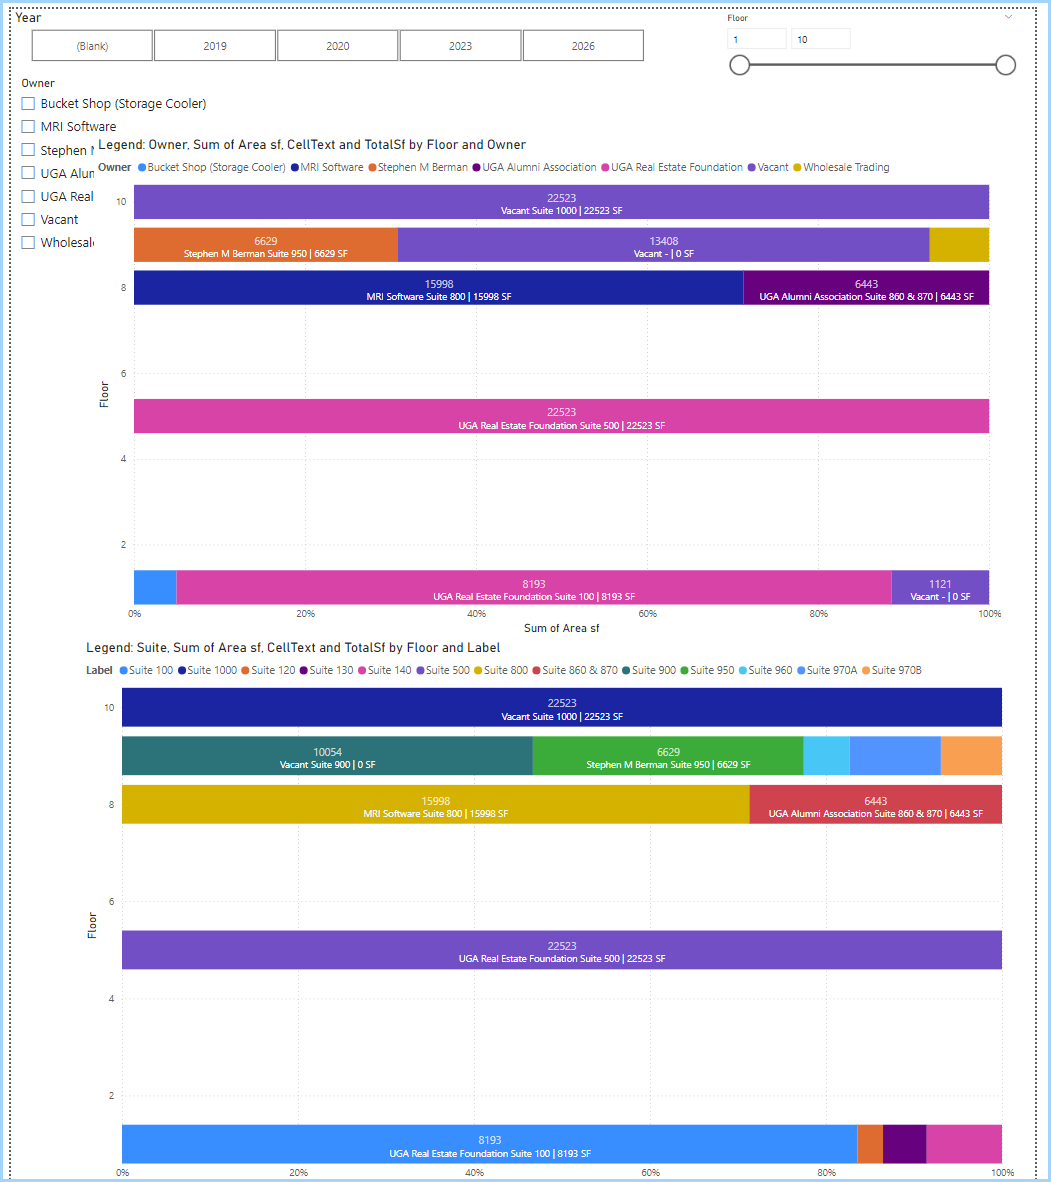 Year
(Blank) 2019 2020 2023 2026
Floor
1 10
Owner
Bucket Shop (Storage Cooler)
MRI Software
Stephen M
UGA Alun
UGA Real
Vacant
Wholesale
Legend: Owner, Sum of Area sf, CellText and TotalSf by Floor and Owner
Owner Bucket Shop (Storage Cooler) MRI Software Stephen M Berman UGA Alumni Association UGA Real Estate Foundation Vacant Wholesale Trading
10
22523
Vacant Suite 1000 | 22523 SF
6629 13408
Stephen M Berman Suite 950 | 6629 SF Vacant - | 0 SF
8
15998 6443
MRI Software Suite 800 | 15998 SF UGA Alumni Association Suite 860 & 870 | 6443 SF
6
Floor
22523
UGA Real Estate Foundation Suite 500 | 22523 SF
4
2
8193 1121
UGA Real Estate Foundation Suite 100 | 8193 SF Vacant - | 0 SF
0% 20% 40% 60% 80% 100%
Sum of Area sf
Legend: Suite, Sum of Area sf, CellText and TotalSf by Floor and Label
Label Suite 100 Suite 1000 Suite 120 Suite 130 Suite 140 Suite 500 Suite 800 Suite 860 & 870 Suite 900 Suite 950 Suite 960 Suite 970A Suite 970B
10
22523
Vacant Suite 1000 | 22523 SF
10054 6629
Vacant Suite 900 | 0 SF Stephen M Berman Suite 950 | 6629 SF
8
15998 6443
MRI Software Suite 800 | 15998 SF UGA Alumni Association Suite 860 & 870 | 6443 SF
6
Floor
22523
UGA Real Estate Foundation Suite 500 | 22523 SF
4
2
8193
UGA Real Estate Foundation Suite 100 | 8193 SF
0% 20% 40% 60% 80% 100%